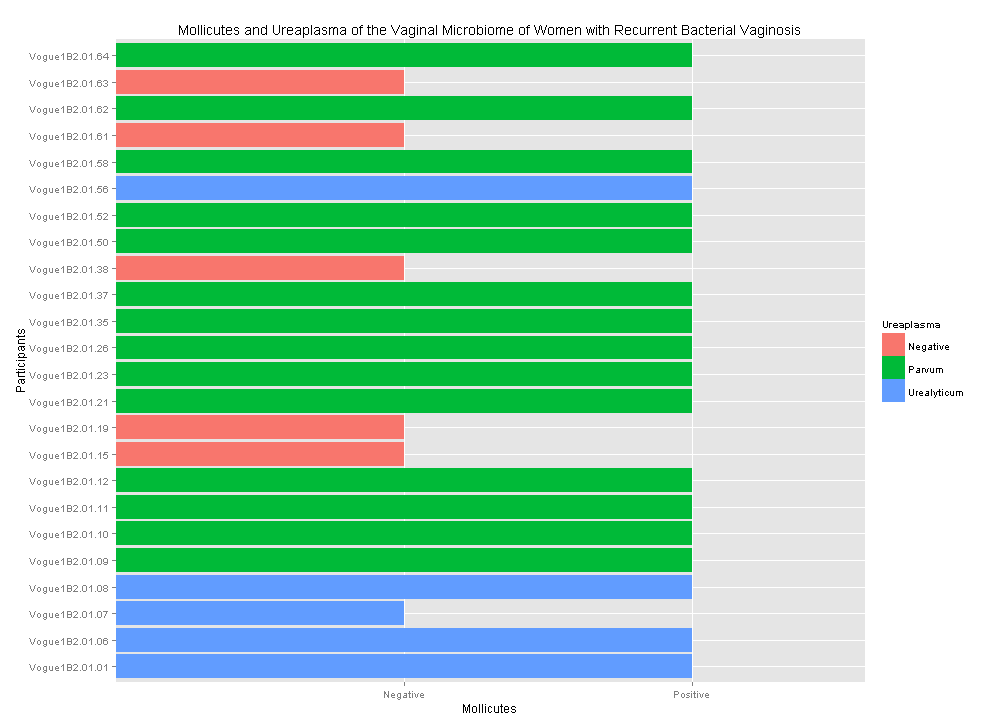 Mollicutes and Ureaplasma of the Vaginal Microbiome of Women with Recurrent Bacterial Vaginosis
Vogue1B2.01.64
Vogue1B2.01.63
Vogue1B2.01.62
Vogue1B2.01.61
Vogue1B2.01.58
Vogue1B2.01.56
Vogue1B2.01.52
Vogue1B2.01.50
Vogue1B2.01.38
Vogue1B2.01.37
Vogue1B2.01.35
Vogue1B2.01.26
Vogue1B2.01.23
Vogue1B2.01.21
Vogue1B2.01.19
Vogue1B2.01.15
Vogue1B2.01.12
Vogue1B2.01.11
Vogue1B2.01.10
Vogue1B2.01.09
Vogue1B2.01.08
Vogue1B2.01.07
Vogue1B2.01.06
Vogue1B2.01.01
Participants
Negative
Positive
Mollicutes
Ureaplasma
Negative
Parvum
Urealyticum